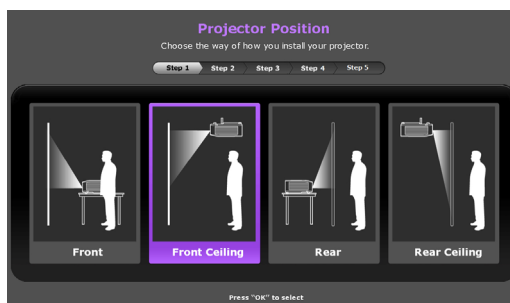 Projector Position
Choose the way of how you install your projector.
Step 1 Step 2 Step 3 Step 4 Step 5
Front Front Ceiling Rear Rear Ceiling
Press "OK" to select